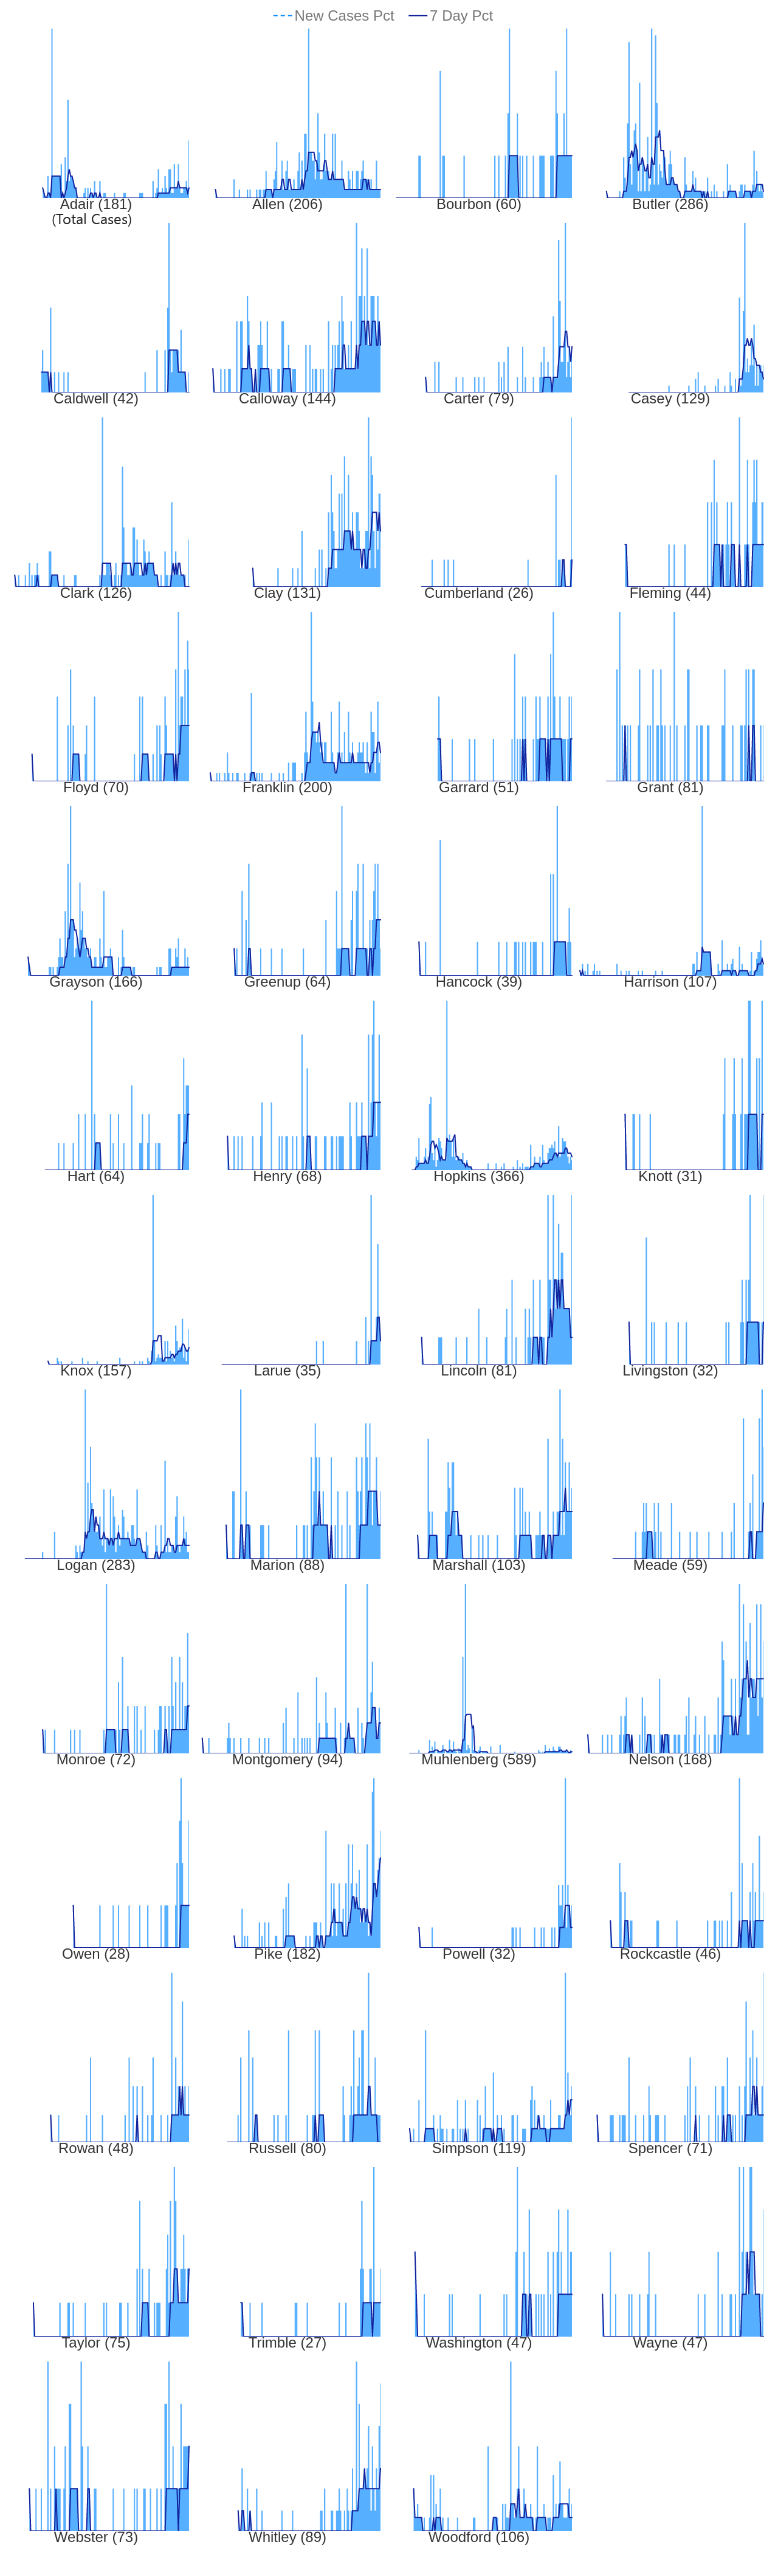 New Cases Pct 7 Day Pct
Adair (181) Allen (206) Bourbon (60) Butler (286)
(Total Cases)
Caldwell (42) Calloway (144) Carter (79) Casey (129)
Clark (126) Clay (131) Cumberland (26) Fleming (44)
Floyd (70) Franklin (200) Garrard (51) Grant (81)
Grayson (166) Greenup (64) Hancock (39) Harrison (107)
Hart (64) Henry (68) Hopkins (366) Knott (31)
Knox (157) Larue (35) Lincoln (81) Livingston (32)
Logan (283) Marion (88) Marshall (103) Meade (59)
Monroe (72) Montgomery (94) Muhlenberg (589) Nelson (168)
Owen (28) Pike (182) Powell (32) Rockcastle (46)
Rowan (48) Russell (80) Simpson (119) Spencer (71)
Taylor (75) Trimble (27) Washington (47) Wayne (47)
Webster (73) Whitley (89) Woodford (106)